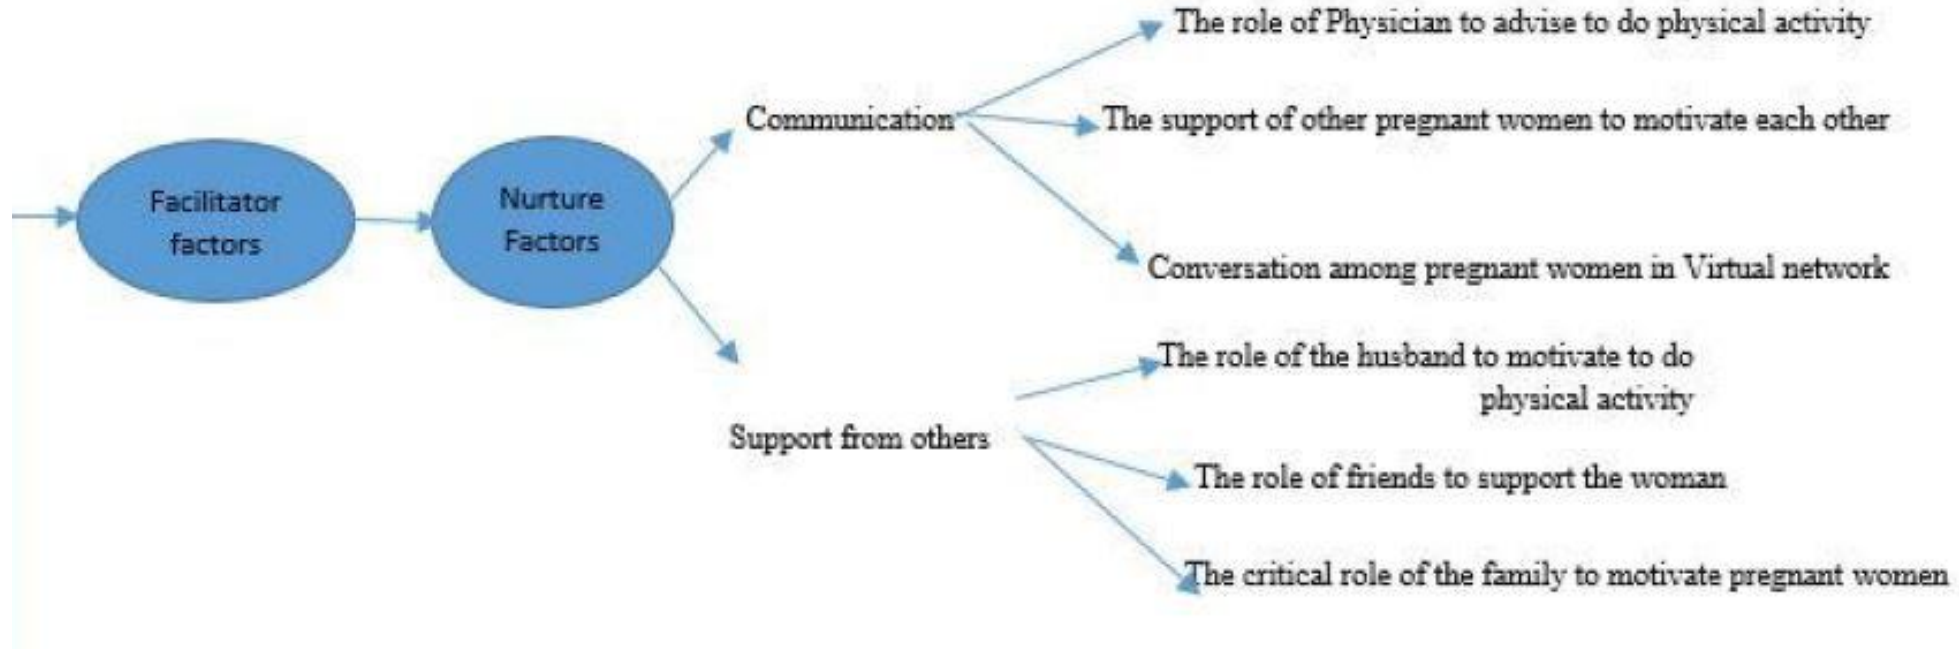 Facilitator
factors
Nurture
Factors
Communication
The role of Physician to advise to do physical activity
The support of other pregnant women to motivate each other
Conversation among pregnant women in Virtual network
Support from others
The role of the husband to motivate to do
physical activity
The role of friends to support the woman
The critical role of the family to motivate pregnant women